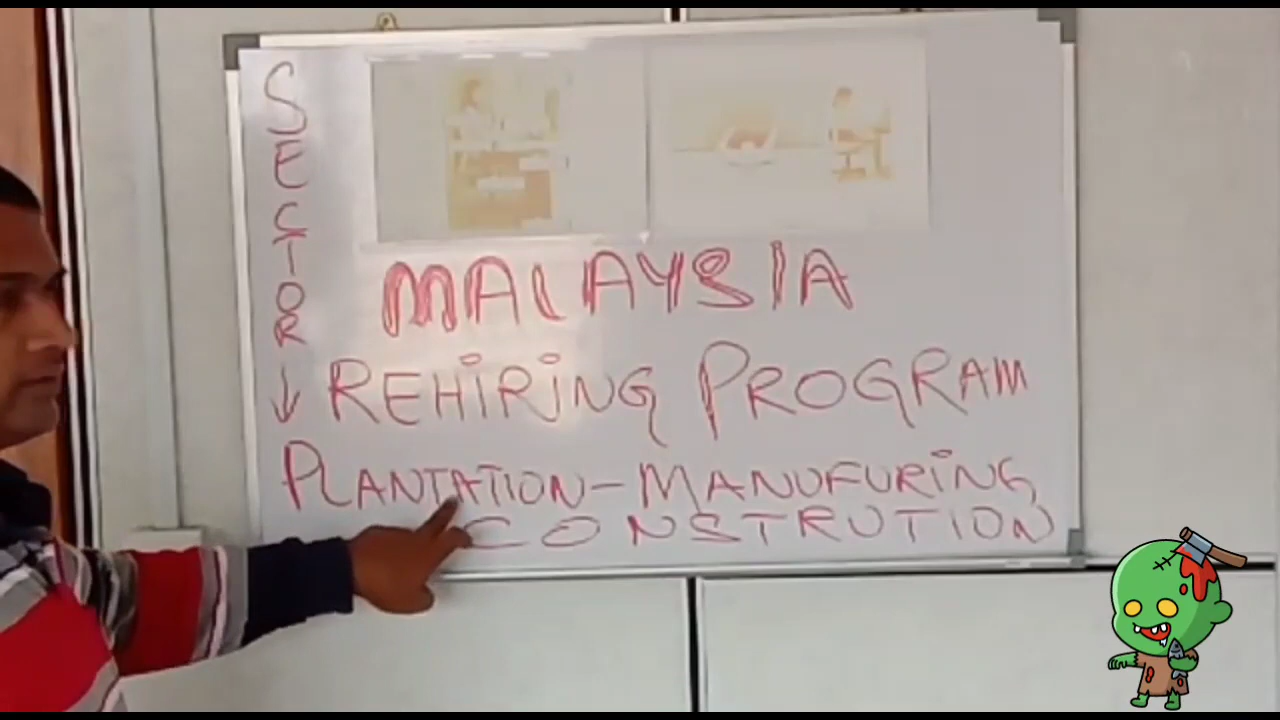 SECTOR
MALAYSIA
REHIRING PROGRAM
PLANTATION - MANUFURING
CONSTRUTION